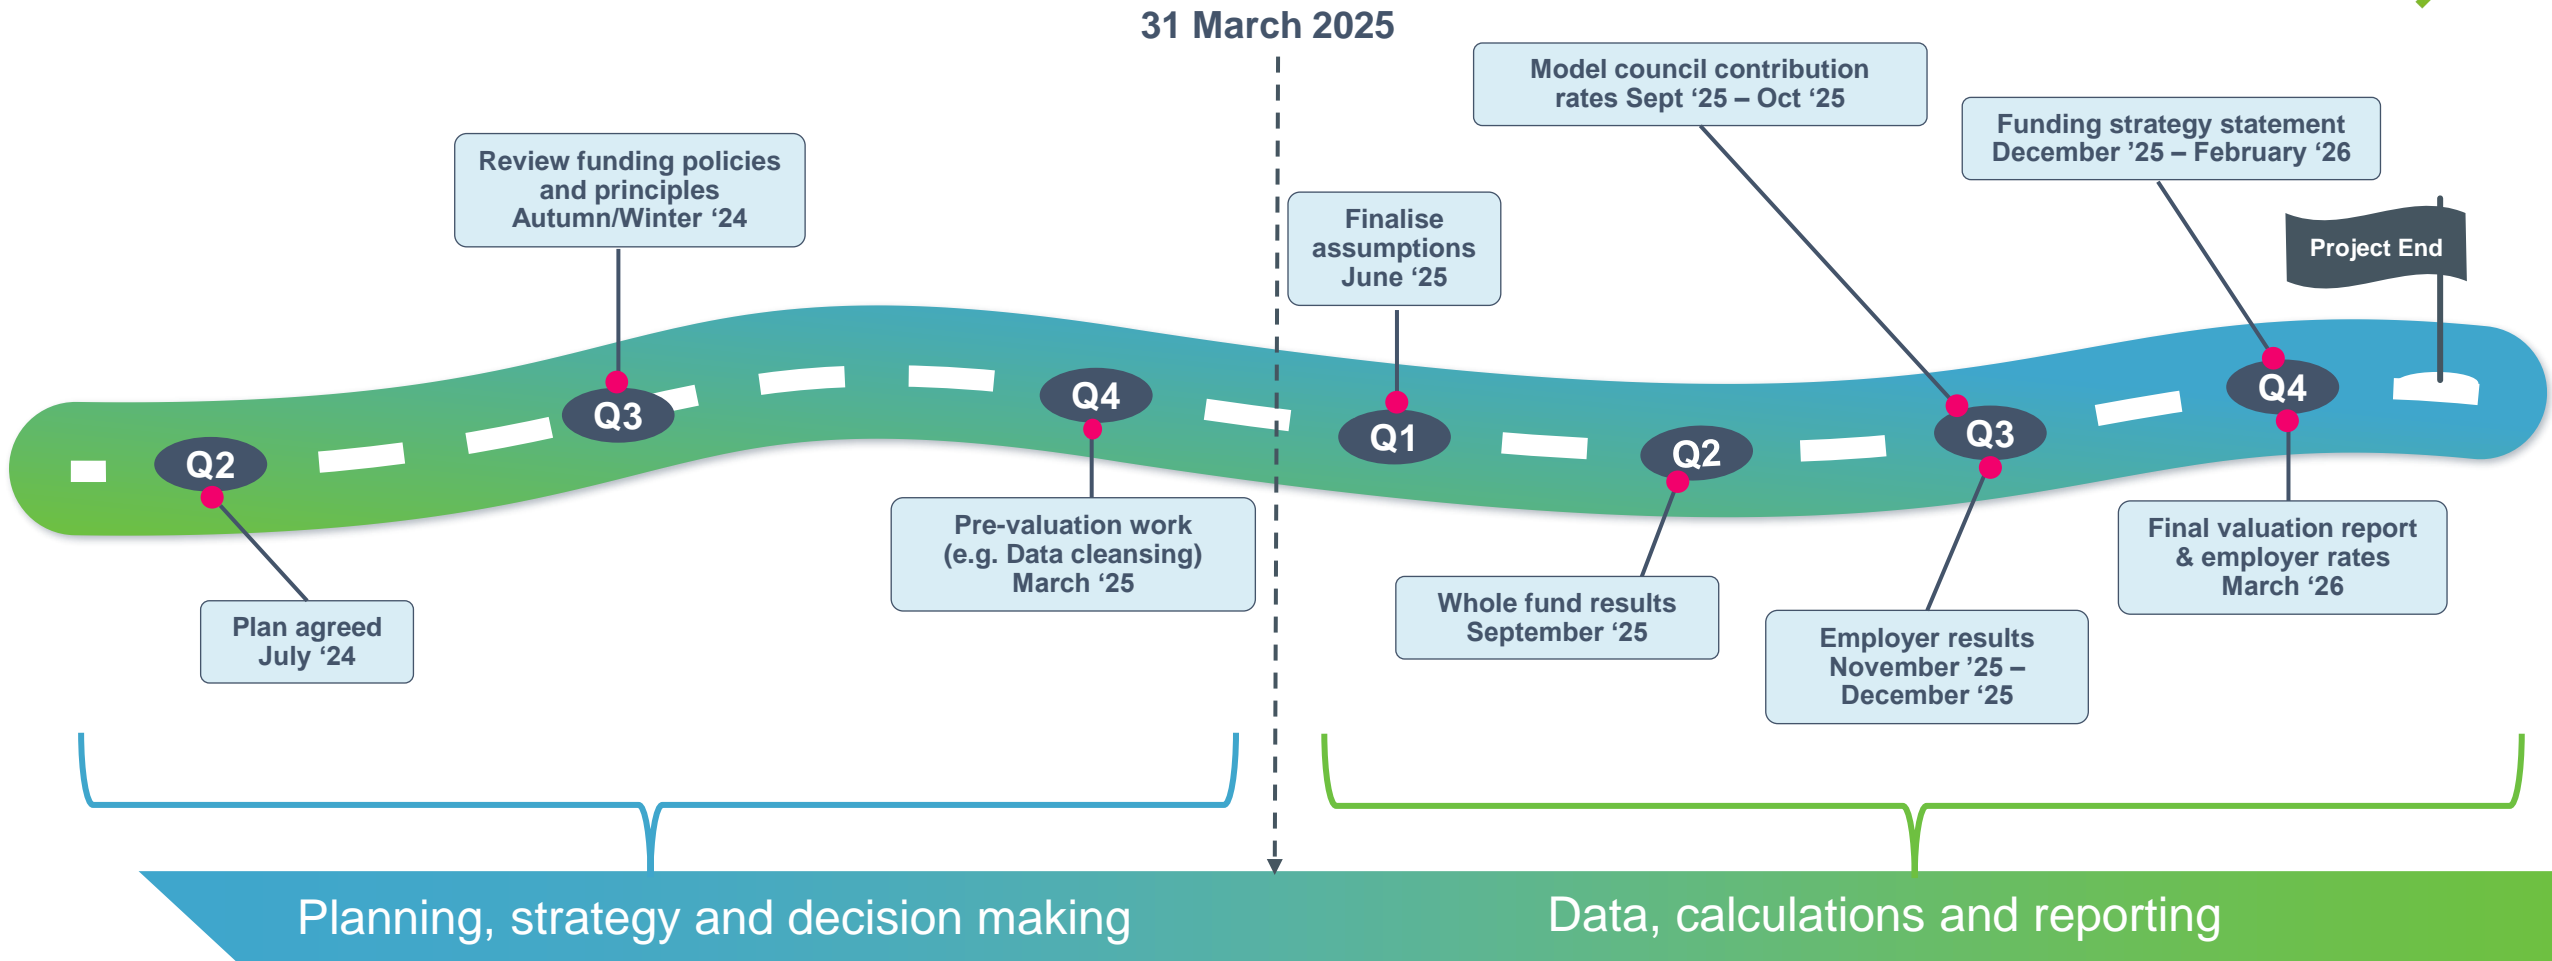 31 March 2025
Model council contribution
rates Sept ‘25 – Oct ‘25
Funding strategy statement
December ’25 – February ‘26
Review funding policies
and principles
Autumn/Winter ‘24
Finalise
assumptions
June ‘25
Project End
Q2
Q3
Q4
Q1
Q2
Q3
Q4
Plan agreed
July ‘24
Pre-valuation work
(e.g. Data cleansing)
March ‘25
Whole fund results
September ‘25
Employer results
November ’25 –
December ‘25
Final valuation report
& employer rates
March ‘26
Planning, strategy and decision making
Data, calculations and reporting